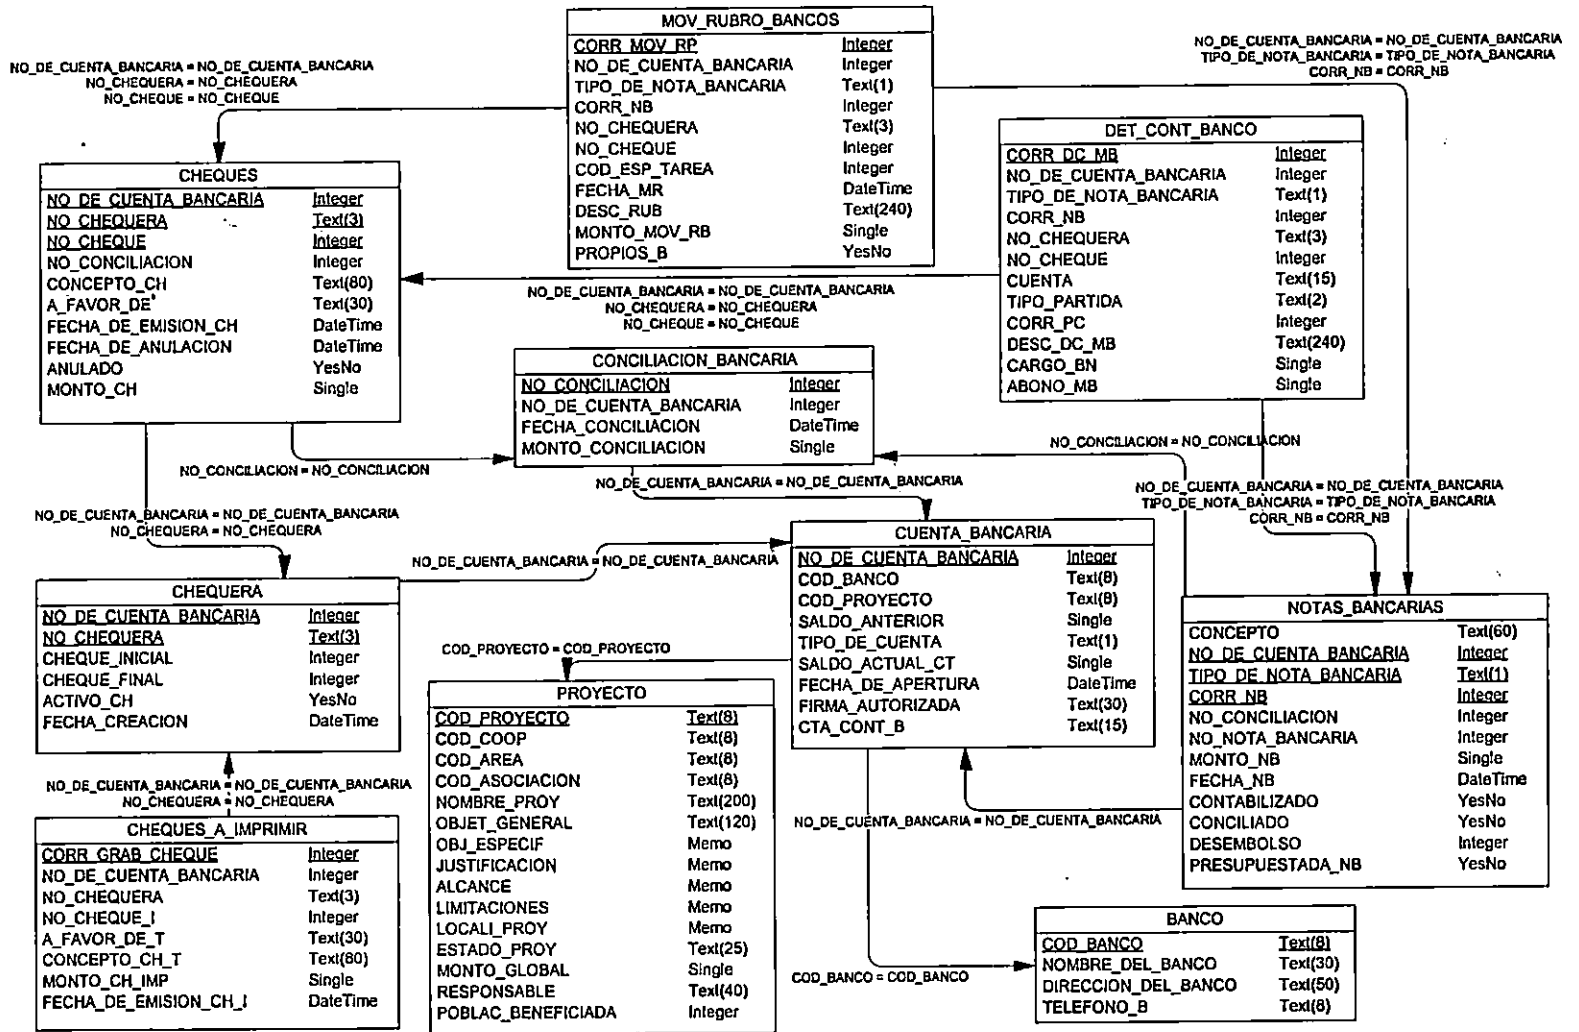 MOV_RUBRO_BANCOS
CORR_MOV_RP Integer
NO_DE_CUENTA_BANCARIA Integer
TIPO_DE_NOTA_BANCARIA Text(1)
CORR_NB Integer
NO_CHEQUERA Text(3)
NO_CHEQUE Integer
COD_ESP_TAREA Integer
FECHA_MR DateTime
DESC_RUB Text(240)
MONTO_MOV_RB Single
PROPIOS_B YesNo
NO_DE_CUENTA_BANCARIA = NO_DE_CUENTA_BANCARIA
NO_CHEQUERA = NO_CHEQUERA
NO_CHEQUE = NO_CHEQUE
NO_DE_CUENTA_BANCARIA = NO_DE_CUENTA_BANCARIA
TIPO_DE_NOTA_BANCARIA = TIPO_DE_NOTA_BANCARIA
CORR_NB = CORR_NB
CHEQUES
NO_DE_CUENTA_BANCARIA Integer
NO_CHEQUERA Text(3)
NO_CHEQUE Integer
NO_CONCILIACION Integer
CONCEPTO_CH Text(80)
A_FAVOR_DE Text(30)
FECHA_DE_EMISION_CH DateTime
FECHA_DE_ANULACION DateTime
ANULADO YesNo
MONTO_CH Single
DET_CONT_BANCO
CORR_DC_MB Integer
NO_DE_CUENTA_BANCARIA Integer
TIPO_DE_NOTA_BANCARIA Text(1)
CORR_NB Integer
NO_CHEQUERA Text(3)
NO_CHEQUE Integer
CUENTA Text(15)
TIPO_PARTIDA Text(2)
CORR_PC Integer
DESC_DC_MB Text(240)
CARGO_BN Single
ABONO_MB Single
NO_DE_CUENTA_BANCARIA = NO_DE_CUENTA_BANCARIA
NO_CHEQUERA = NO_CHEQUERA
NO_CHEQUE = NO_CHEQUE
CONCILIACION_BANCARIA
NO_CONCILIACION Integer
NO_DE_CUENTA_BANCARIA Integer
FECHA_CONCILIACION DateTime
MONTO_CONCILIACION Single
NO_CONCILIACION = NO_CONCILIACION
NO_CONCILIACION = NO_CONCILIACION
NO_DE_CUENTA_BANCARIA = NO_DE_CUENTA_BANCARIA
NO_DE_CUENTA_BANCARIA = NO_DE_CUENTA_BANCARIA
TIPO_DE_NOTA_BANCARIA = TIPO_DE_NOTA_BANCARIA
CORR_NB = CORR_NB
NO_DE_CUENTA_BANCARIA = NO_DE_CUENTA_BANCARIA
NO_CHEQUERA = NO_CHEQUERA
NO_DE_CUENTA_BANCARIA = NO_DE_CUENTA_BANCARIA
CUENTA_BANCARIA
NO_DE_CUENTA_BANCARIA Integer
COD_BANCO Text(8)
COD_PROYECTO Text(8)
SALDO_ANTERIOR Single
TIPO_DE_CUENTA Text(1)
SALDO_ACTUAL_CT Single
FECHA_DE_APERTURA DateTime
FIRMA_AUTORIZADA Text(30)
CTA_CONT_B Text(15)
CHEQUERA
NO_DE_CUENTA_BANCARIA Integer
NO_CHEQUERA Text(3)
CHEQUE_INICIAL Integer
CHEQUE_FINAL Integer
ACTIVO_CH YesNo
FECHA_CREACION DateTime
NOTAS_BANCARIAS
CONCEPTO Text(60)
NO_DE_CUENTA_BANCARIA Integer
TIPO_DE_NOTA_BANCARIA Text(1)
CORR_NB Integer
NO_CONCILIACION Integer
NO_NOTA_BANCARIA Integer
MONTO_NB Single
FECHA_NB DateTime
CONTABILIZADO YesNo
CONCILIADO YesNo
DESEMBOLSO Integer
PRESUPUESTADA_NB YesNo
COD_PROYECTO = COD_PROYECTO
PROYECTO
COD_PROYECTO Text(8)
COD_COOP Text(8)
COD_AREA Text(8)
COD_ASOCIACION Text(8)
NOMBRE_PROY Text(200)
OBJET_GENERAL Text(120)
OBJ_ESPECIF Memo
JUSTIFICACION Memo
ALCANCE Memo
LIMITACIONES Memo
LOCALI_PROY Memo
ESTADO_PROY Text(25)
MONTO_GLOBAL Single
RESPONSABLE Text(40)
POBLAC_BENEFICIADA Integer
NO_DE_CUENTA_BANCARIA = NO_DE_CUENTA_BANCARIA
NO_CHEQUERA = NO_CHEQUERA
NO_DE_CUENTA_BANCARIA = NO_DE_CUENTA_BANCARIA
CHEQUES_A_IMPRIMIR
CORR_GRAB_CHEQUE Integer
NO_DE_CUENTA_BANCARIA Integer
NO_CHEQUERA Text(3)
NO_CHEQUE_I Integer
A_FAVOR_DE_T Text(30)
CONCEPTO_CH_T Text(80)
MONTO_CH_IMP Single
FECHA_DE_EMISION_CH_I DateTime
COD_BANCO = COD_BANCO
BANCO
COD_BANCO Text(8)
NOMBRE_DEL_BANCO Text(30)
DIRECCION_DEL_BANCO Text(50)
TELEFONO_B Text(8)